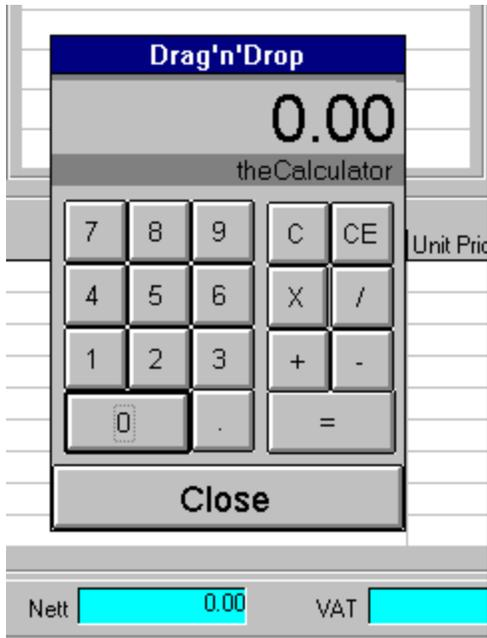 Drag'n'Drop
0.00
theCalculator
7 8 9 C CE
Unit Pric
4 5 6 X /
1 2 3 + -
0 . =
Close
Nett 0.00 VAT